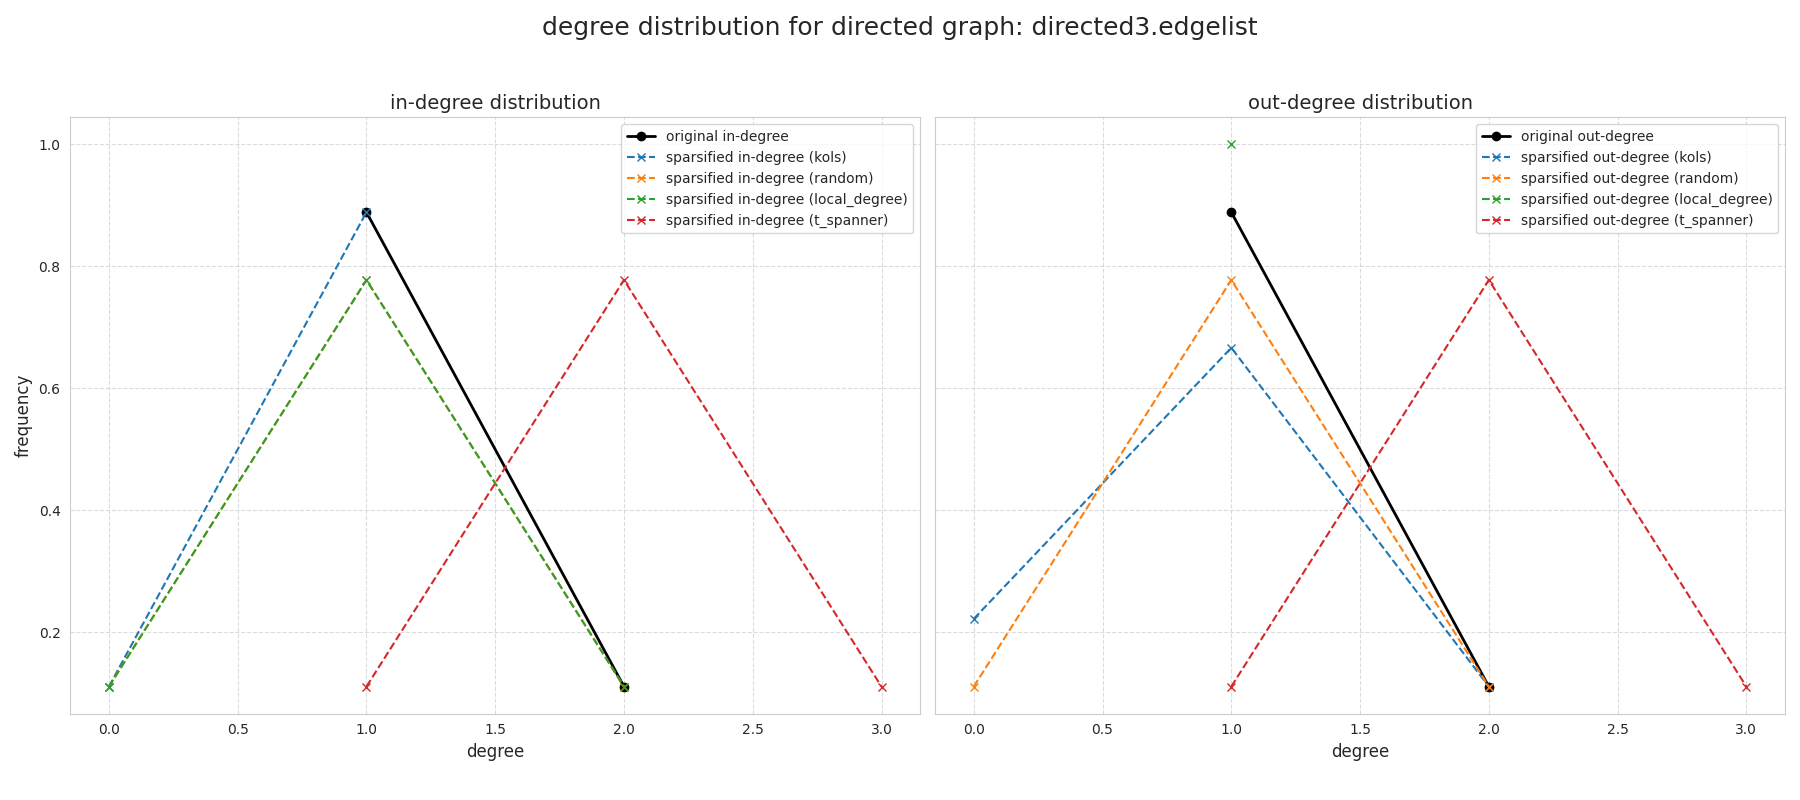 degree distribution for directed graph: directed3.edgelist
in-degree distribution
original in-degree
sparsified in-degree (kols)
sparsified in-degree (random)
sparsified in-degree (local_degree)
sparsified in-degree (t_spanner)
frequency
1.0
0.8
0.6
0.4
0.2
0.0 0.5 1.0 1.5 2.0 2.5 3.0
degree
out-degree distribution
original out-degree
sparsified out-degree (kols)
sparsified out-degree (random)
sparsified out-degree (local_degree)
sparsified out-degree (t_spanner)
0.0 0.5 1.0 1.5 2.0 2.5 3.0
degree